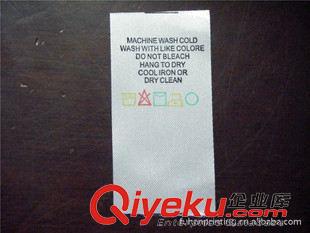 MACHINE WASH COLD
WASH WITH LIKE COLORE
DO NOT BLEACH
HANG TO DRY
COOL IRON OR
DRY CLEAN
企业库
Qiyeku.com